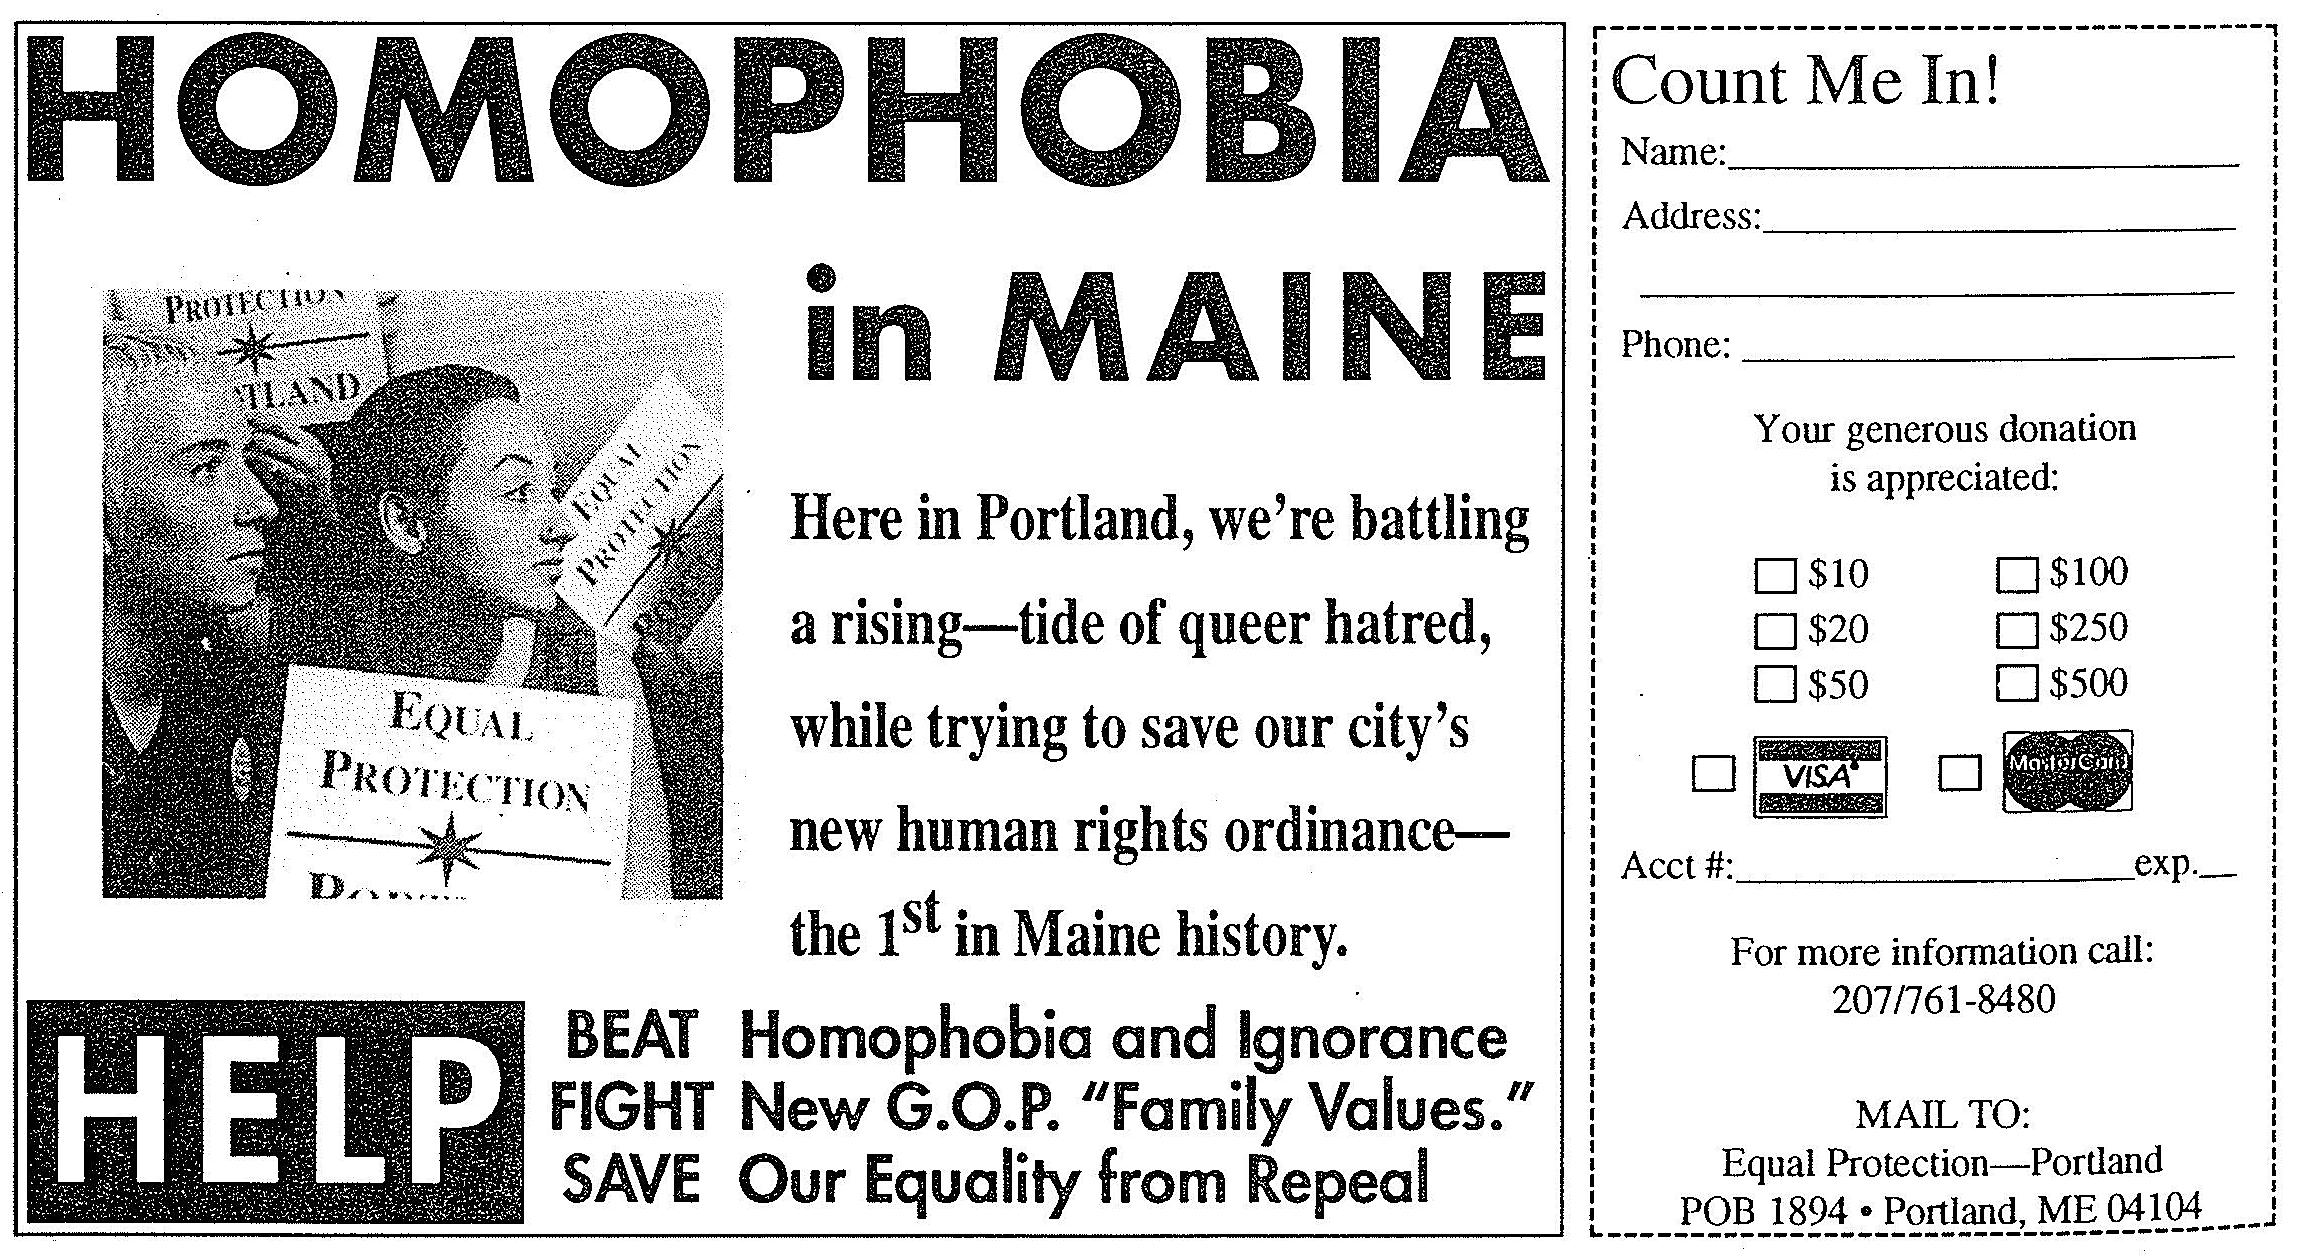 HOMOPHOBIA
in MAINE
PROTECTION
TLAND
EQUAL
PROTECTION
EQUAL
PROTECTION
Here in Portland, we're battling
a rising—tide of queer hatred,
while trying to save our city's
new human rights ordinance—
the 1st in Maine history.
HELP
BEAT Homophobia and Ignorance
FIGHT New G.O.P. "Family Values."
SAVE Our Equality from Repeal
Count Me In!
Name:
Address:
Phone:
Your generous donation
is appreciated:
$10 $100
$20 $250
$50 $500
VISA MasterCard
Acct #: exp.
For more information call:
207/761-8480
MAIL TO:
Equal Protection—Portland
POB 1894 • Portland, ME 04104